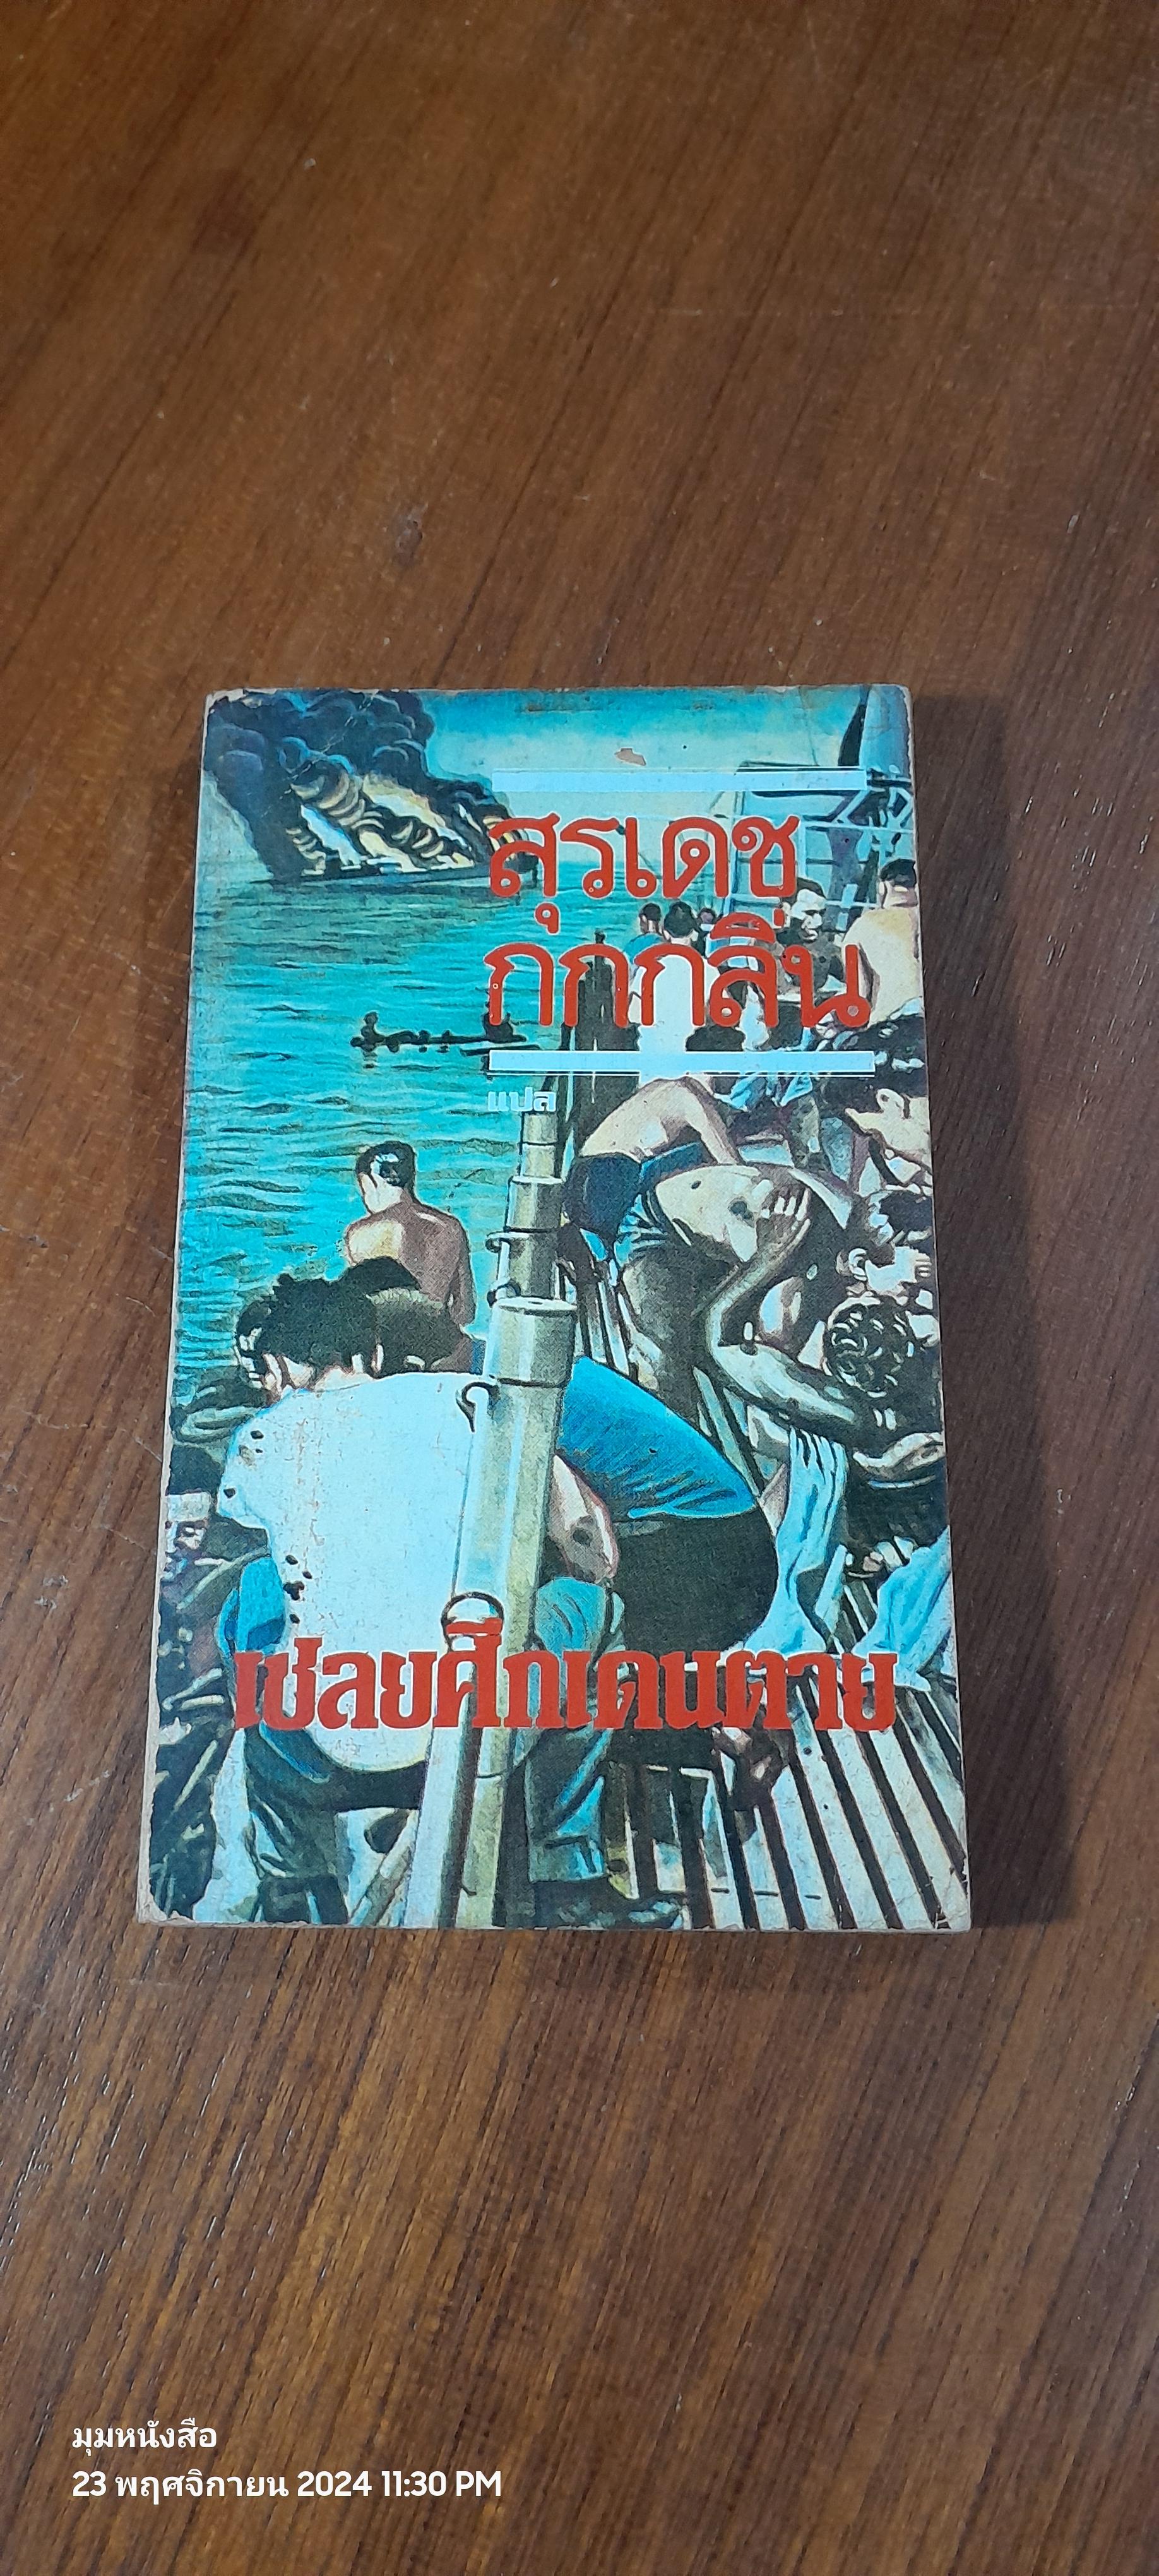 สุรเดช
กกกลิ่น
แปล
เชลยศึกเดนตาย
มุมหนังสือ
23 พฤศจิกายน 2024 11:30 PM